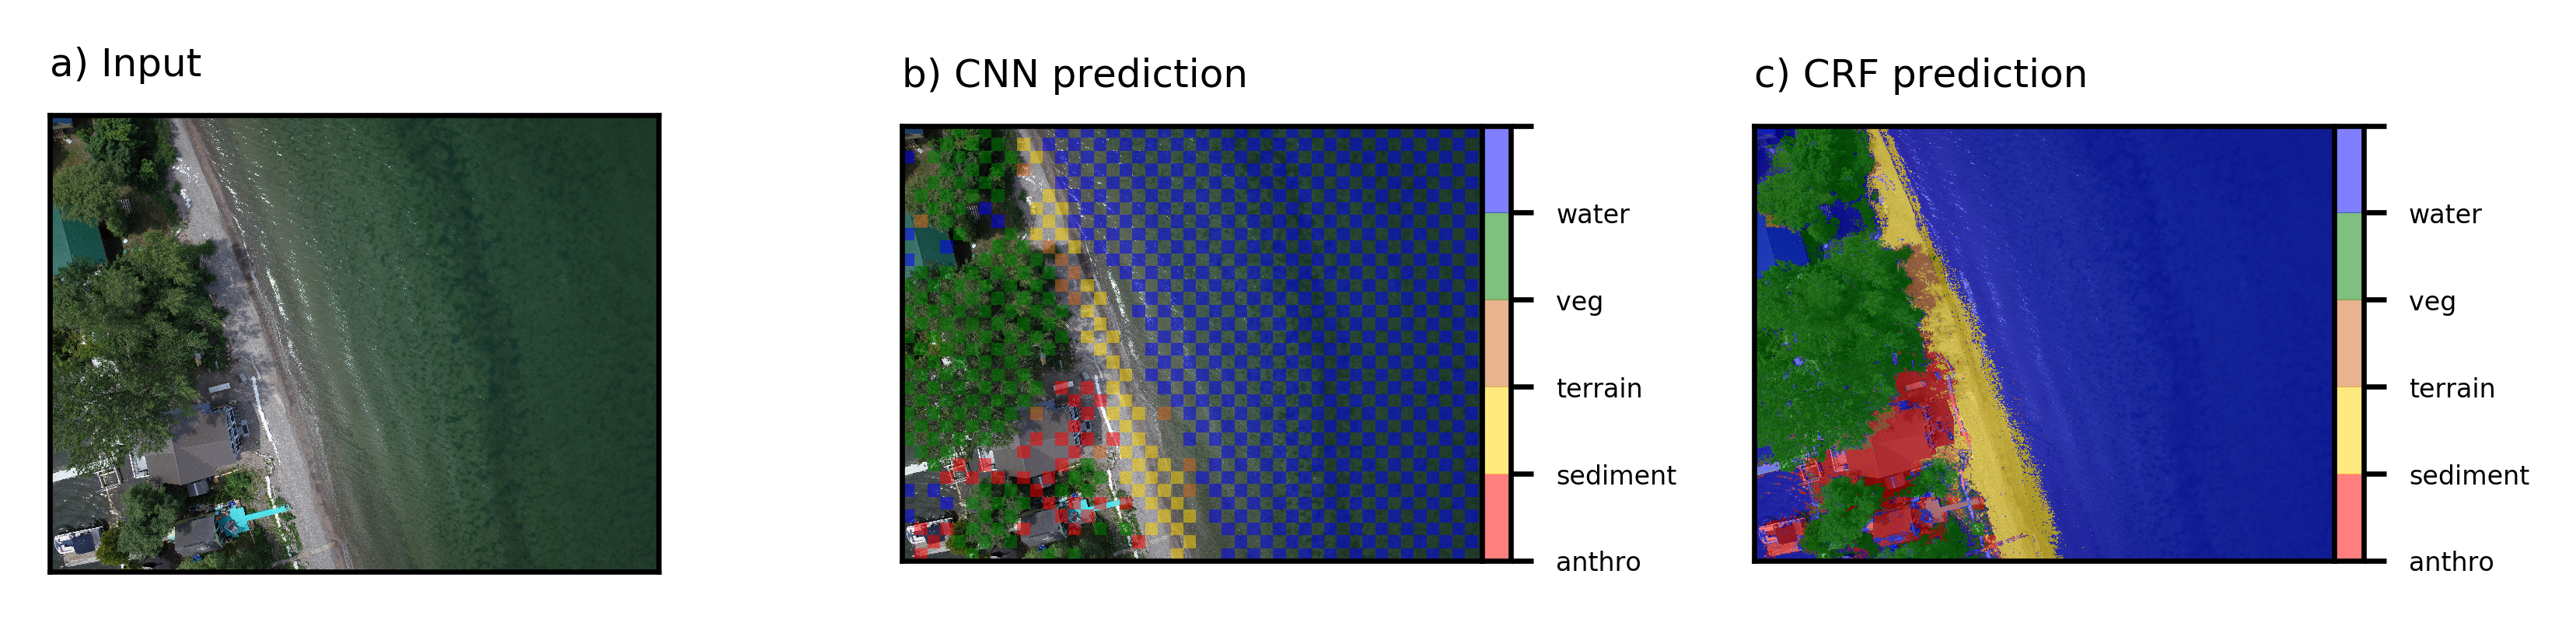 a) Input
b) CNN prediction
c) CRF prediction
water
veg
terrain
sediment
anthro
water
veg
terrain
sediment
anthro